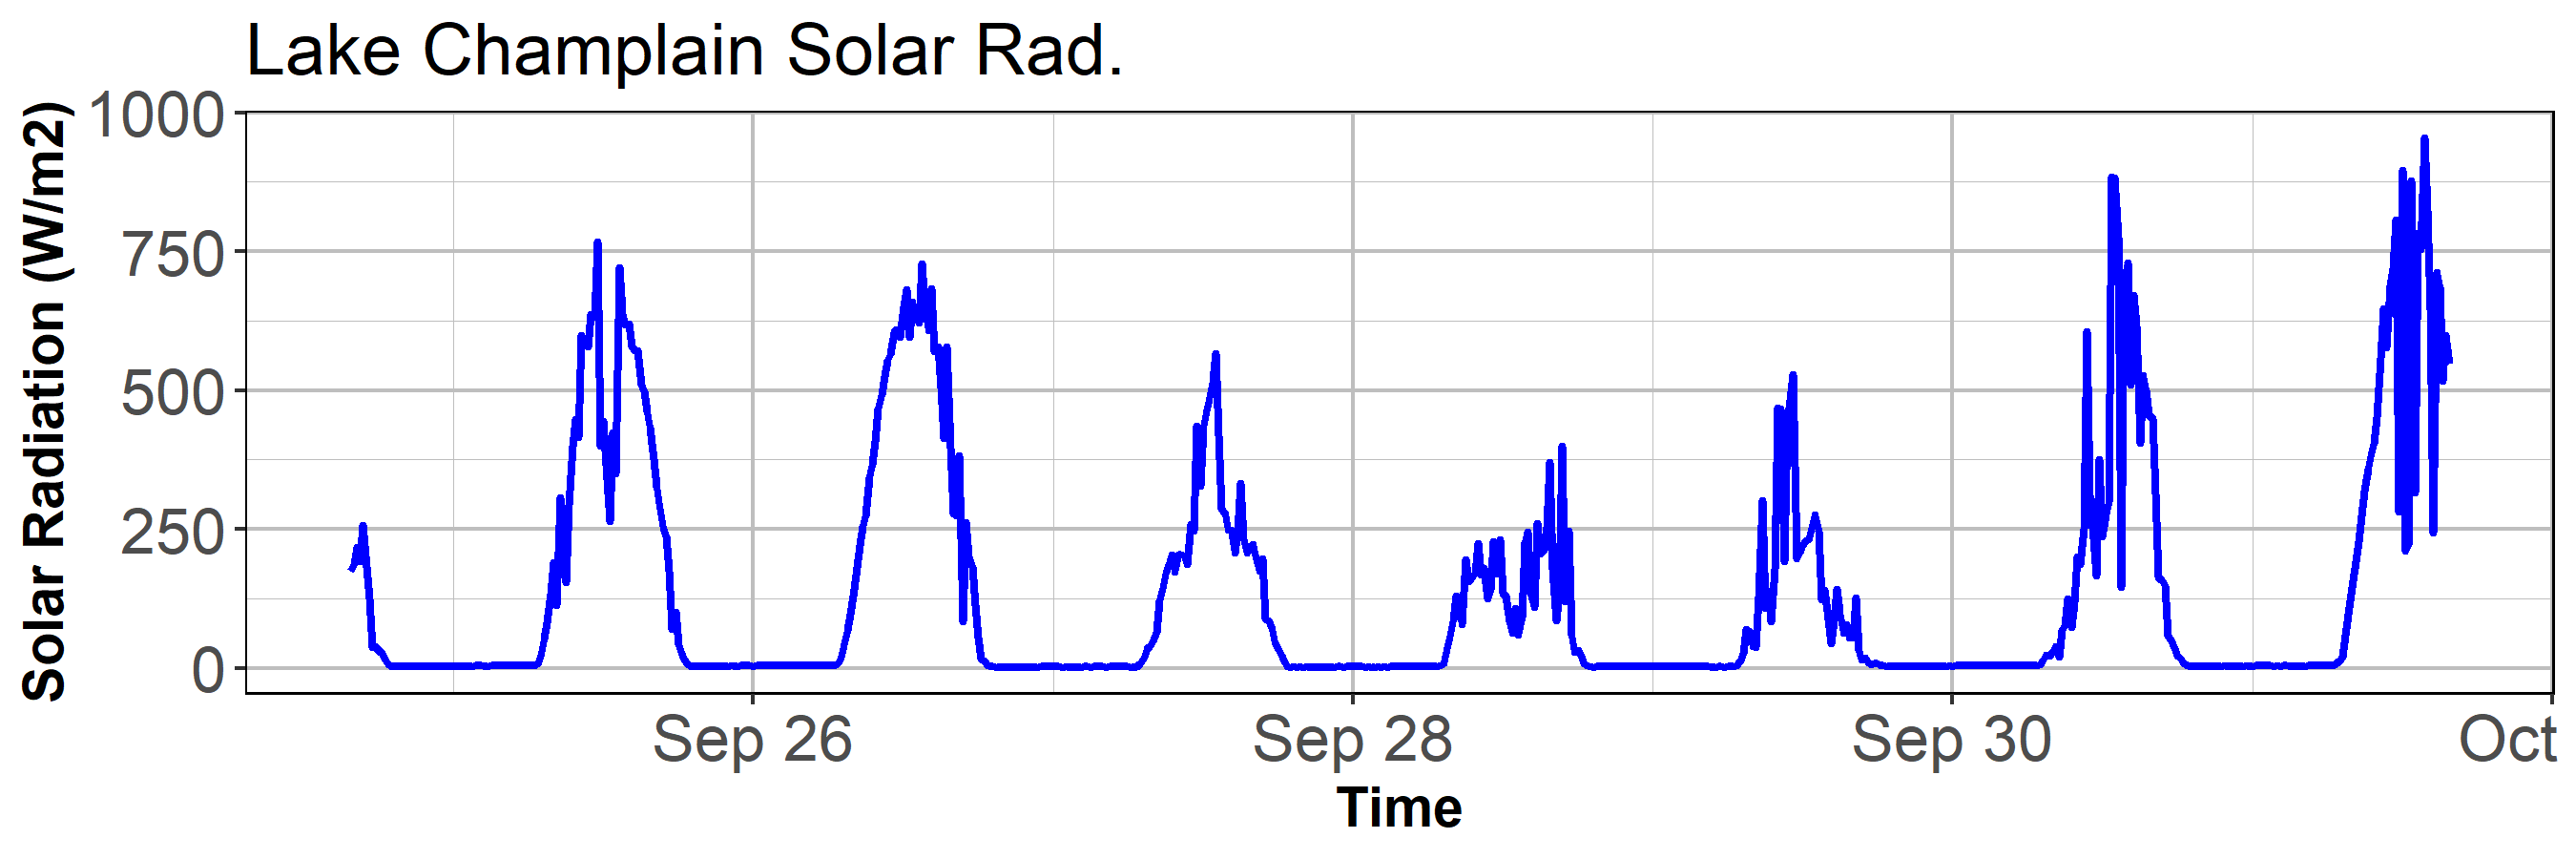 Lake Champlain Solar Rad.
Solar Radiation (W/m2)
1000
750
500
250
0
Sep 26
Sep 28
Sep 30
Oct
Time